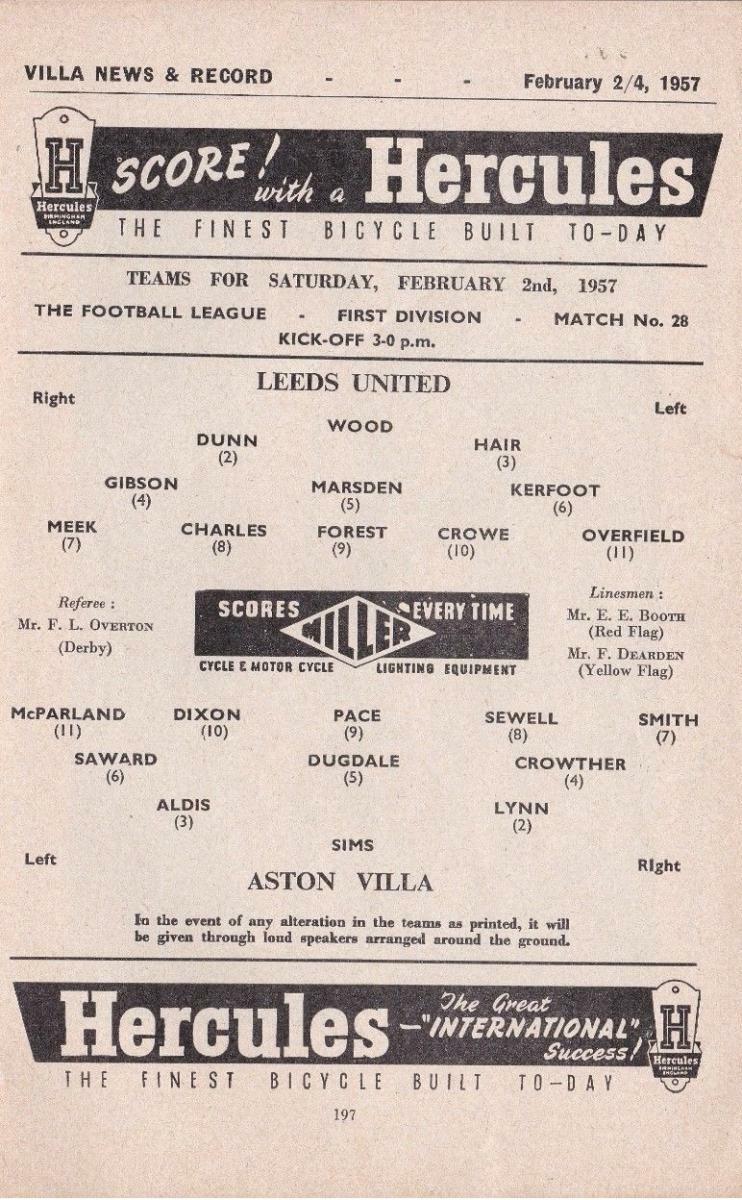 VILLA NEWS & RECORD - - - February 2/4, 1957
H
Hercules
BIRMINGHAM
ENGLAND
SCORE! with a Hercules
THE FINEST BICYCLE BUILT TO-DAY
TEAMS FOR SATURDAY, FEBRUARY 2nd, 1957
THE FOOTBALL LEAGUE - FIRST DIVISION - MATCH No. 28
KICK-OFF 3-0 p.m.
LEEDS UNITED
Right Left
WOOD
DUNN HAIR
(2) (3)
GIBSON MARSDEN KERFOOT
(4) (5) (6)
MEEK CHARLES FOREST CROWE OVERFIELD
(7) (8) (9) (10) (11)
Referee :
Mr. F. L. OVERTON
(Derby)
SCORES MILLER EVERY TIME
CYCLE & MOTOR CYCLE LIGHTING EQUIPMENT
Linesmen :
Mr. E. E. BOOTH
(Red Flag)
Mr. F. DEARDEN
(Yellow Flag)
McPARLAND DIXON PACE SEWELL SMITH
(11) (10) (9) (8) (7)
SAWARD DUGDALE CROWTHER
(6) (5) (4)
ALDIS LYNN
(3) (2)
SIMS
Left RIght
ASTON VILLA
In the event of any alteration in the teams as printed, it will
be given through loud speakers arranged around the ground.
Hercules – The Great
"INTERNATIONAL"
Success!
H
Hercules
BIRMINGHAM
ENGLAND
THE FINEST BICYCLE BUILT TO-DAY
197